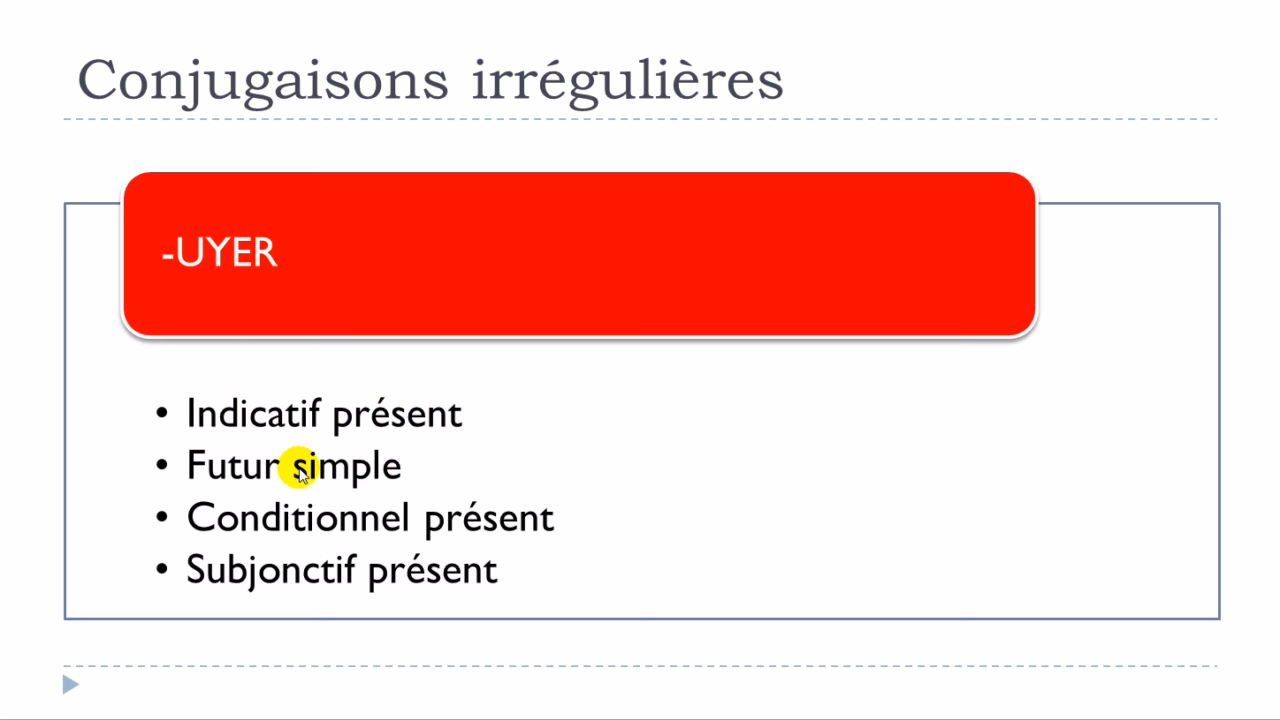 Conjugaisons irrégulières
-UYER
• Indicatif présent
• Futur simple
• Conditionnel présent
• Subjonctif présent